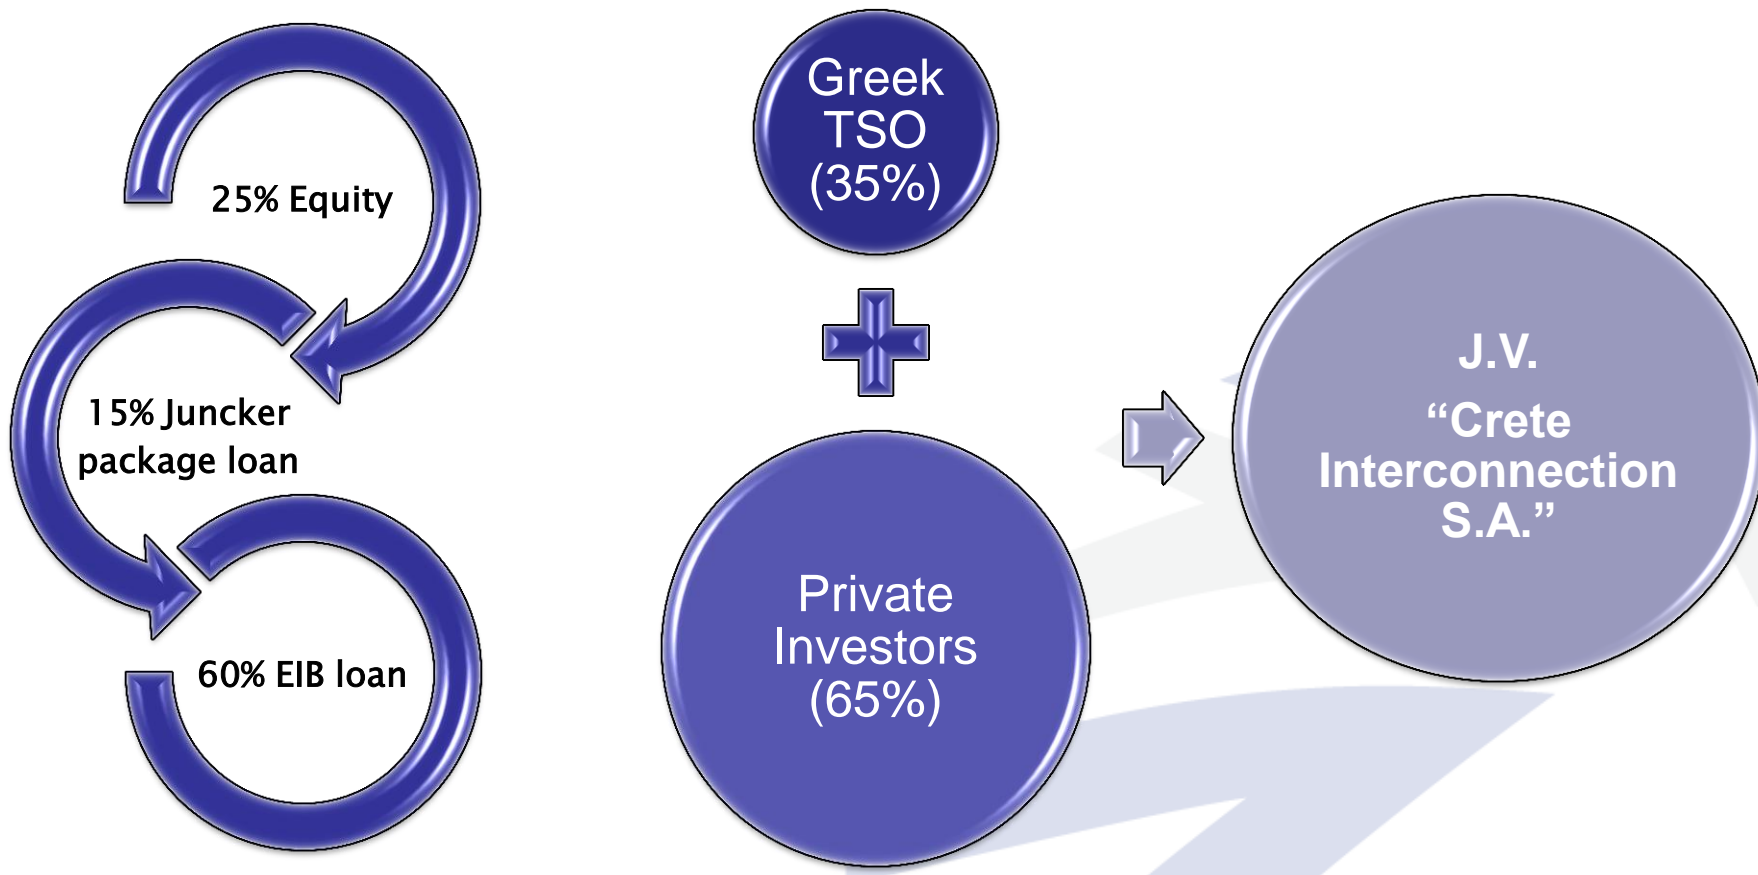 25% Equity
15% Juncker
package loan
60% EIB loan
Greek
TSO
(35%)
Private
Investors
(65%)
J.V.
“Crete
Interconnection
S.A.”